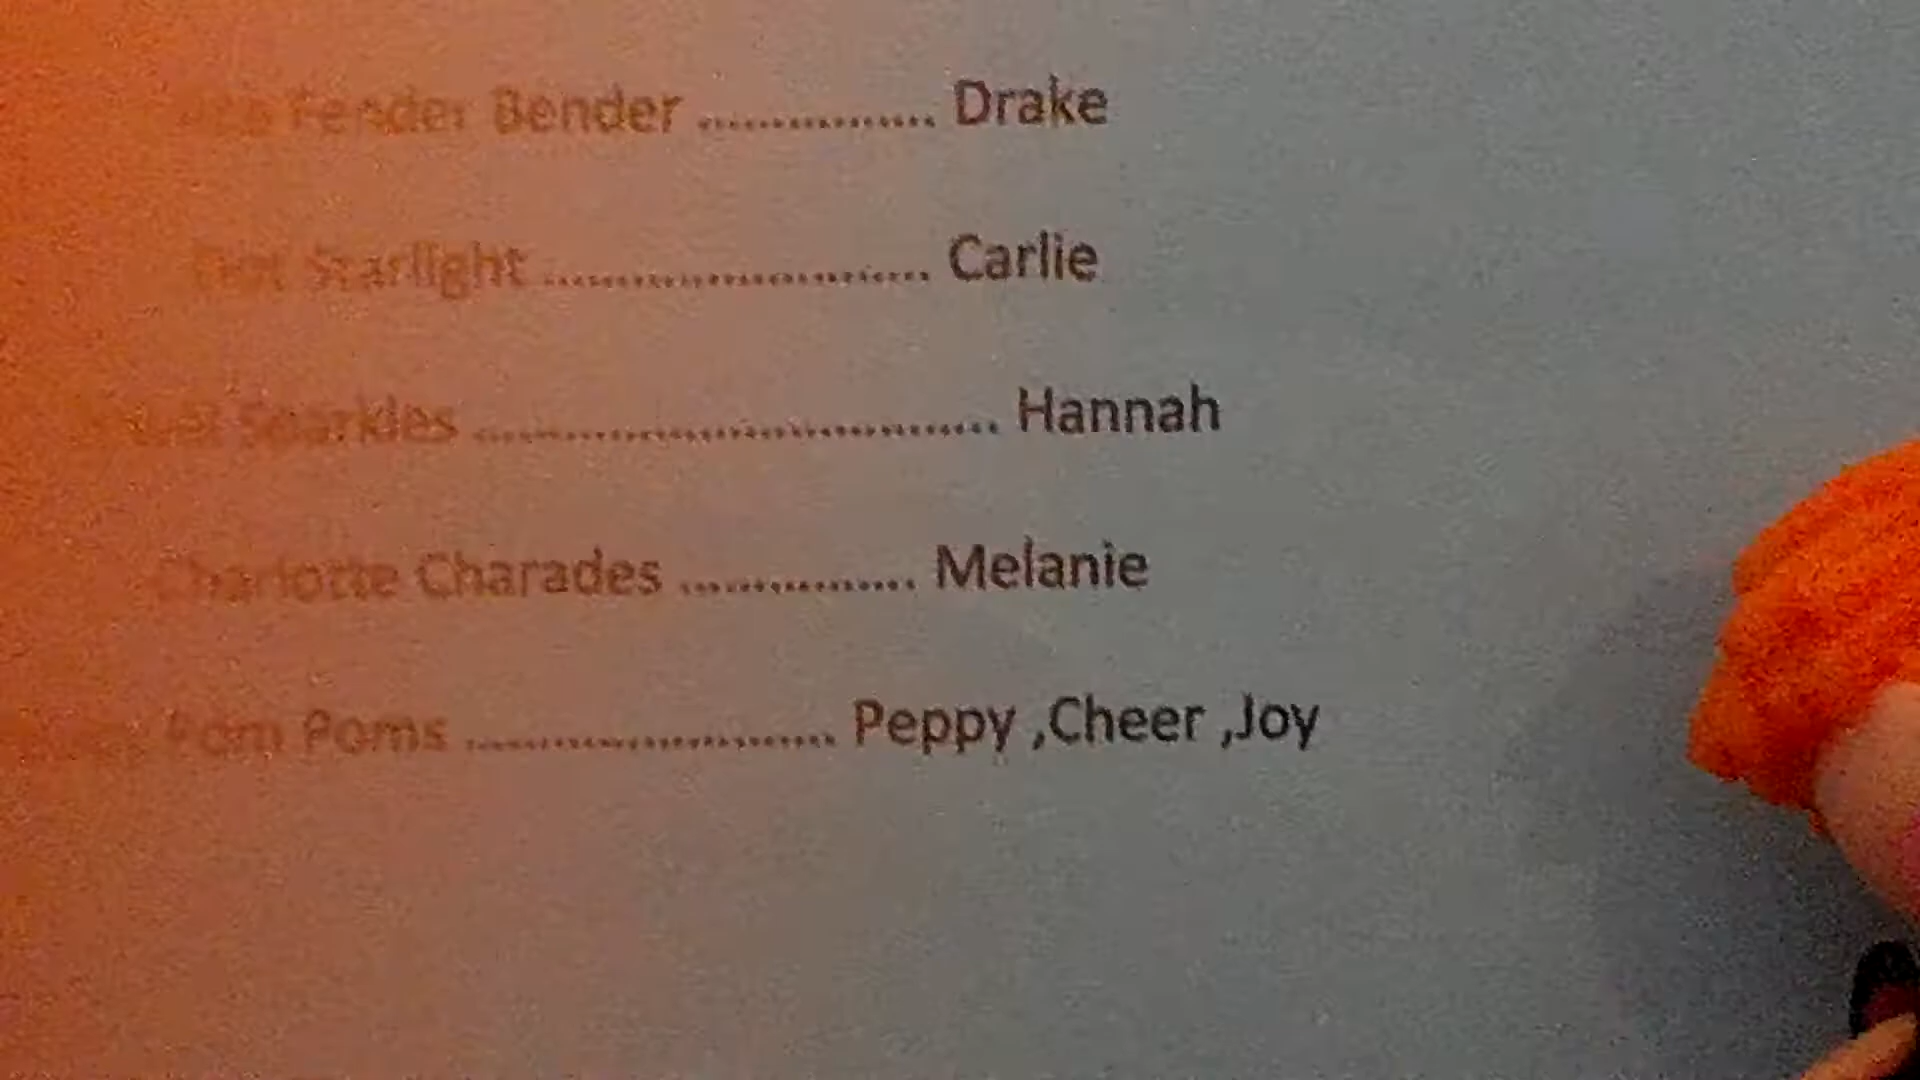 Fender Bender ................ Drake
Starlight .......................... Carlie
Sparkles .................................... Hannah
Charlotte Charades ................ Melanie
Pom Poms ......................... Peppy ,Cheer ,Joy